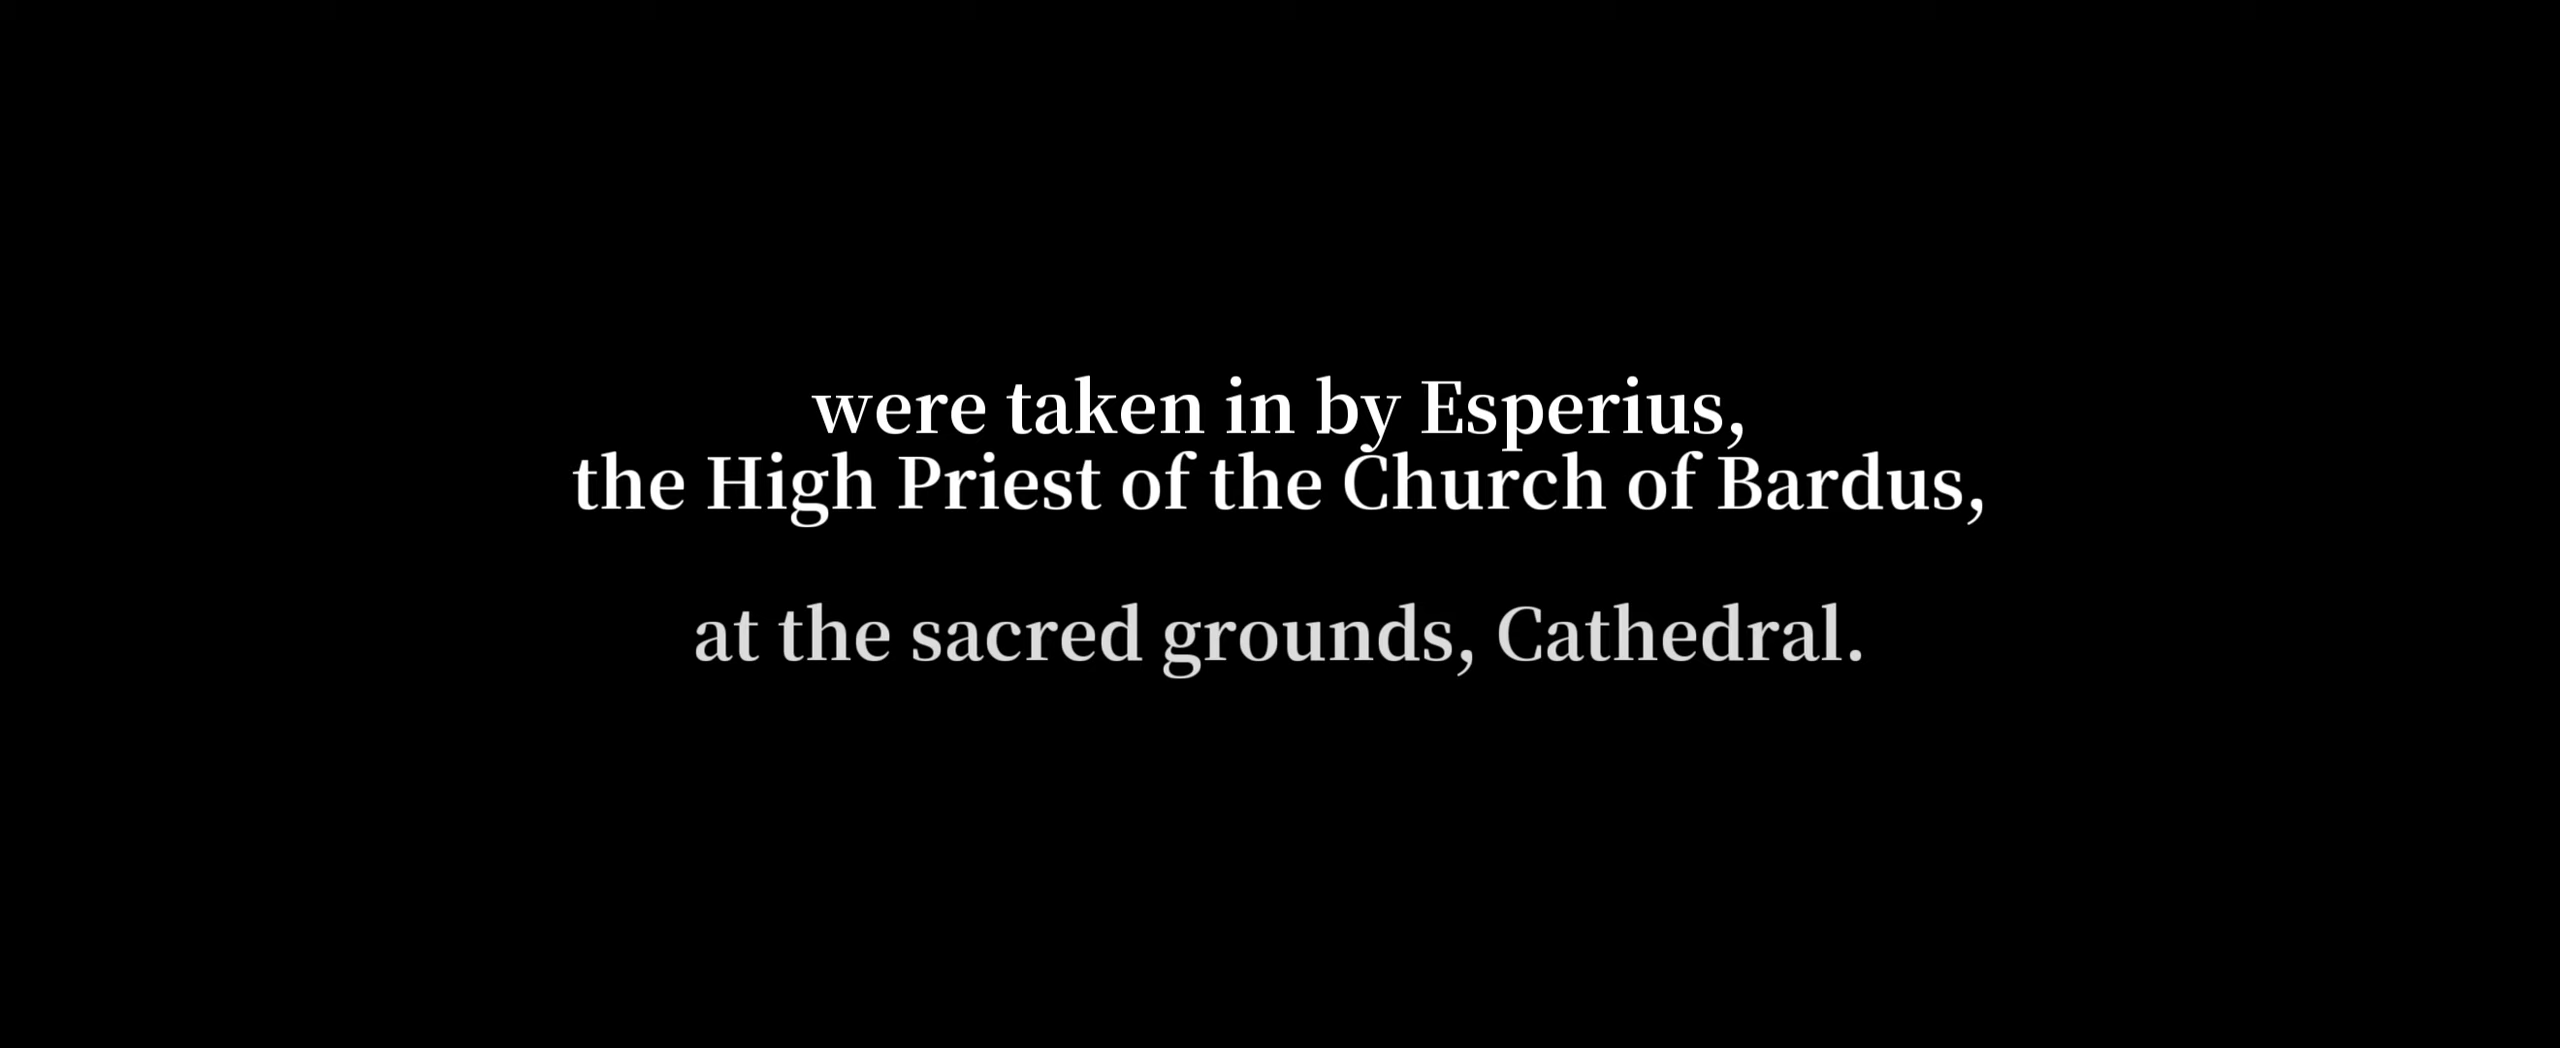 were taken in by Esperius,
the High Priest of the Church of Bardus,
at the sacred grounds, Cathedral.